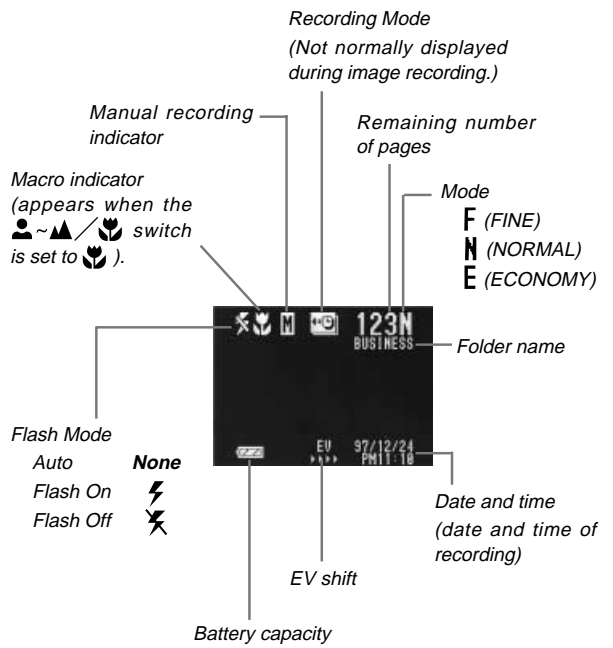 Recording Mode
(Not normally displayed
during image recording.)
Manual recording
indicator
Remaining number
of pages
Macro indicator
(appears when the
~ / switch
is set to ).
Mode
F (FINE)
N (NORMAL)
E (ECONOMY)
M
123N
BUSINESS
Folder name
Flash Mode
Auto None
Flash On
Flash Off
EV
97/12/24
PM11:10
Date and time
(date and time of
recording)
EV shift
Battery capacity